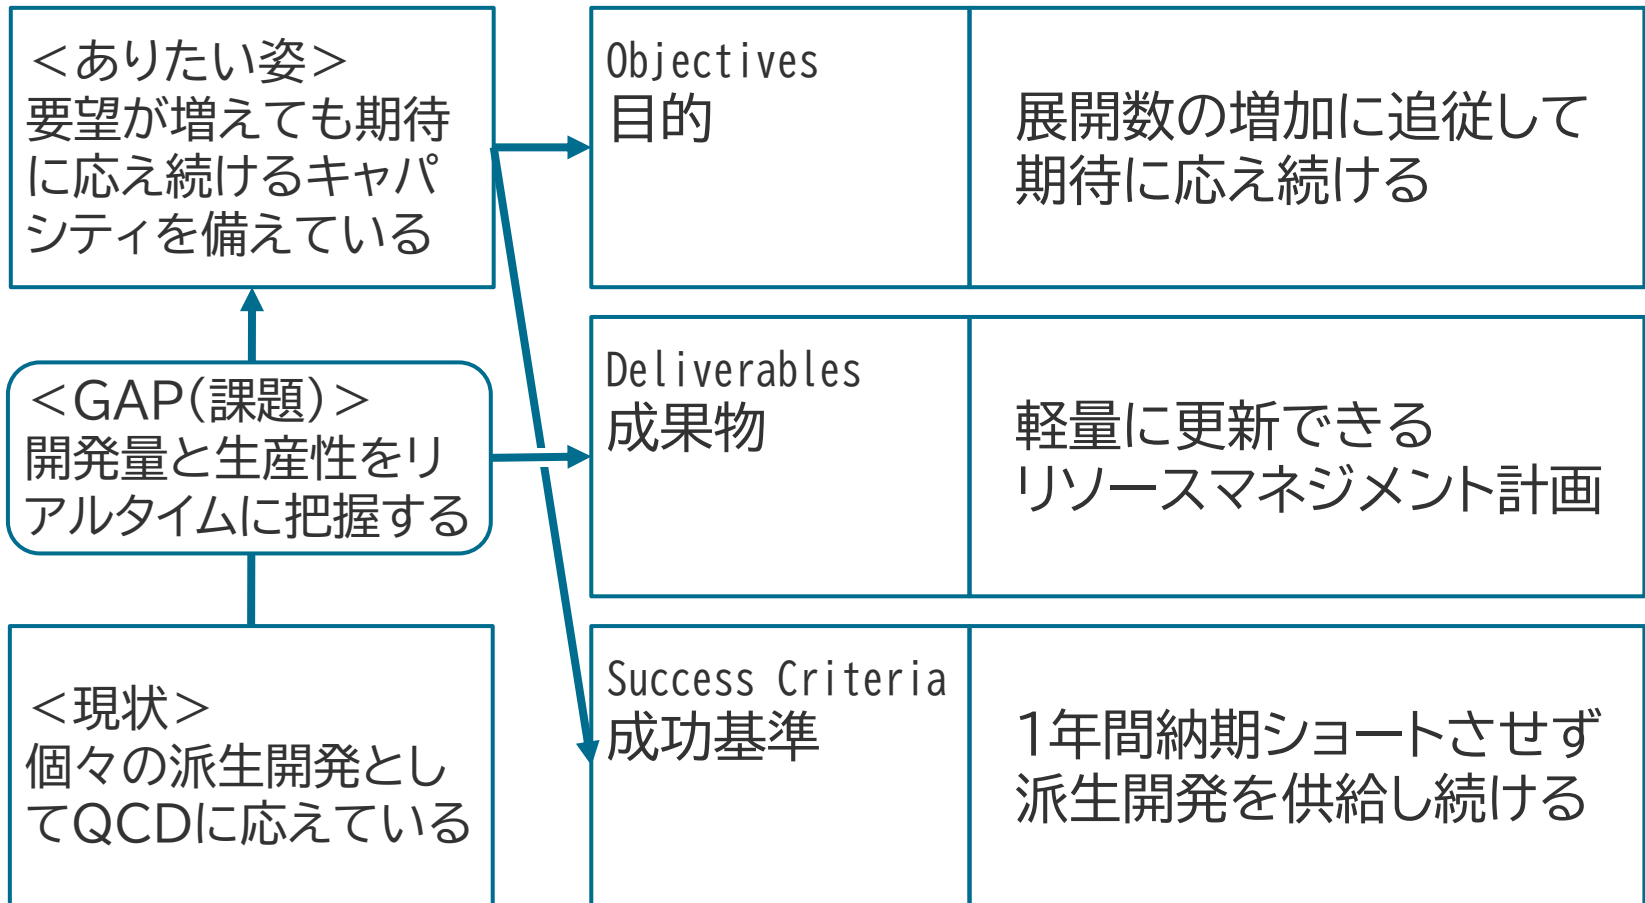 ＜ありたい姿＞
要望が増えても期待
に応え続けるキャパ
シティを備えている
＜GAP（課題）＞
開発量と生産性をリ
アルタイムに把握する
＜現状＞
個々の派生開発とし
てQCDに応えている
Objectives
目的
展開数の増加に追従して
期待に応え続ける
Deliverables
成果物
軽量に更新できる
リソースマネジメント計画
Success Criteria
成功基準
1年間納期ショートさせず
派生開発を供給し続ける